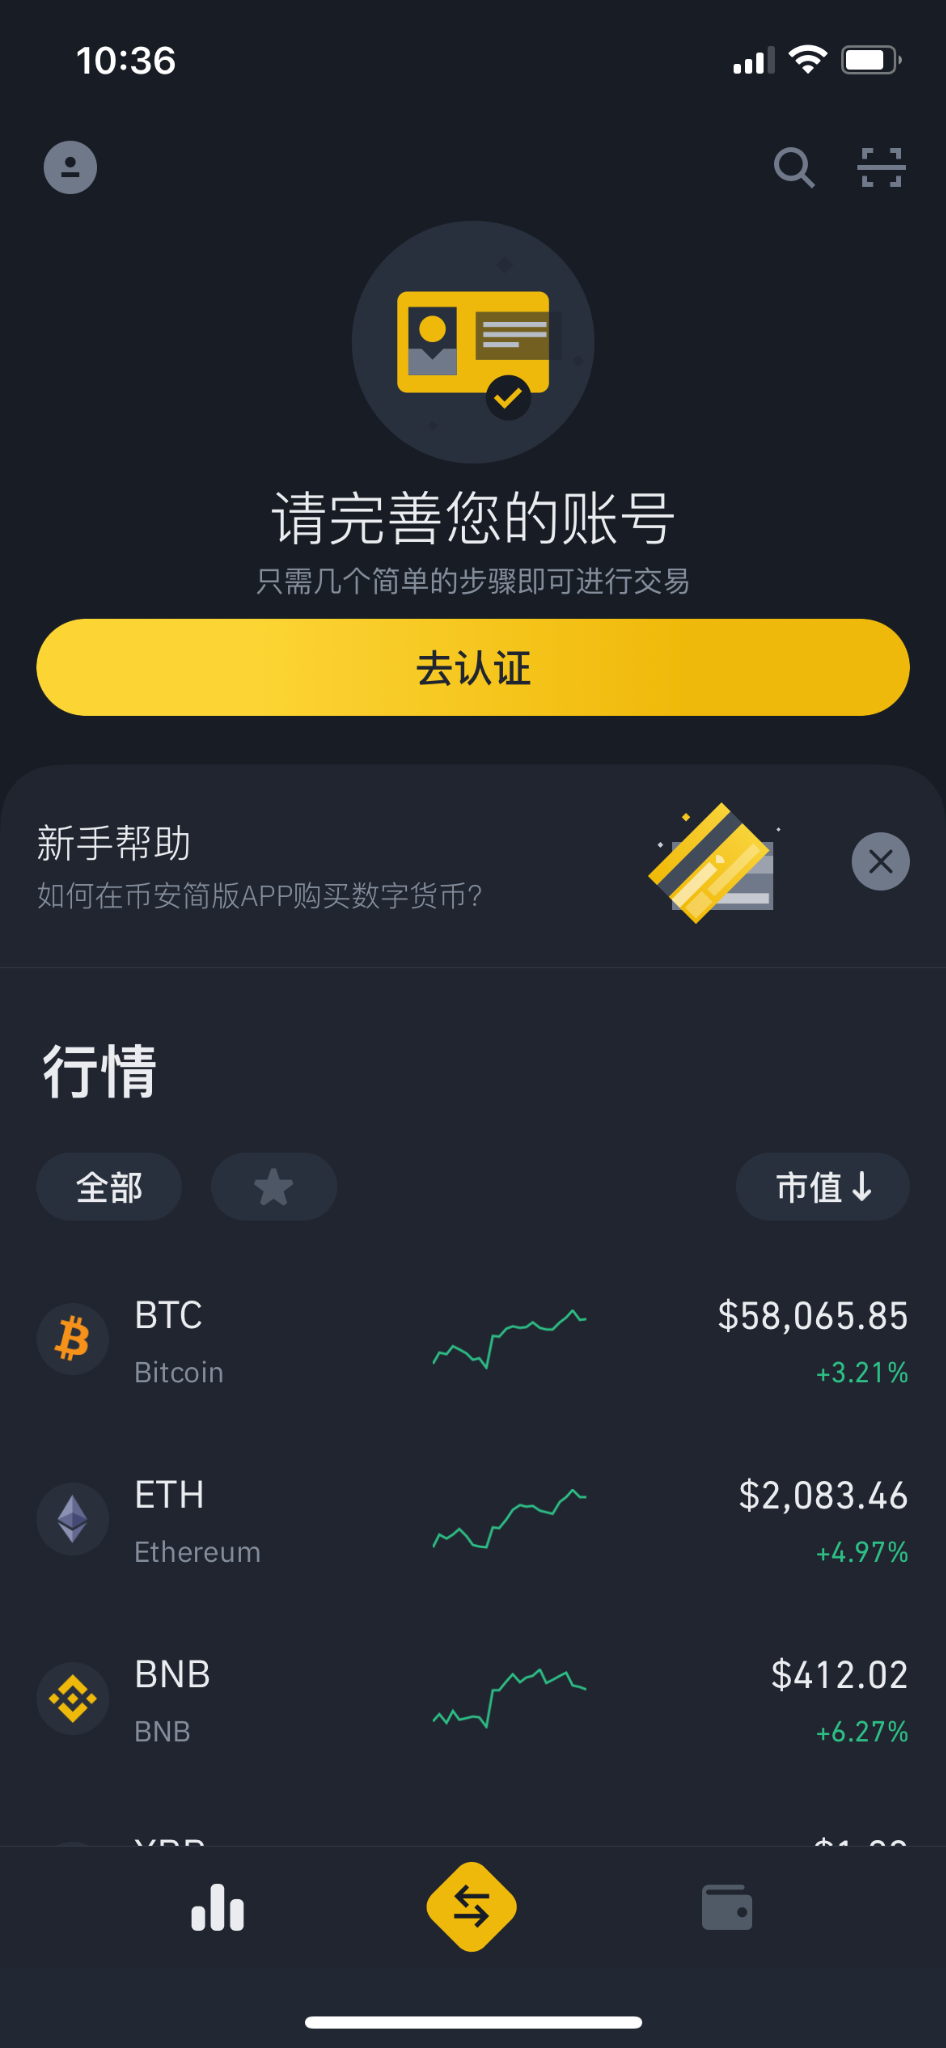 10:36
请完善您的账号
只需几个简单的步骤即可进行交易
去认证
新手帮助
如何在币安简版APP购买数字货币?
行情
全部
市值↓
BTC
$58,065.85
Bitcoin
+3.21%
ETH
$2,083.46
Ethereum
+4.97%
BNB
$412.02
BNB
+6.27%